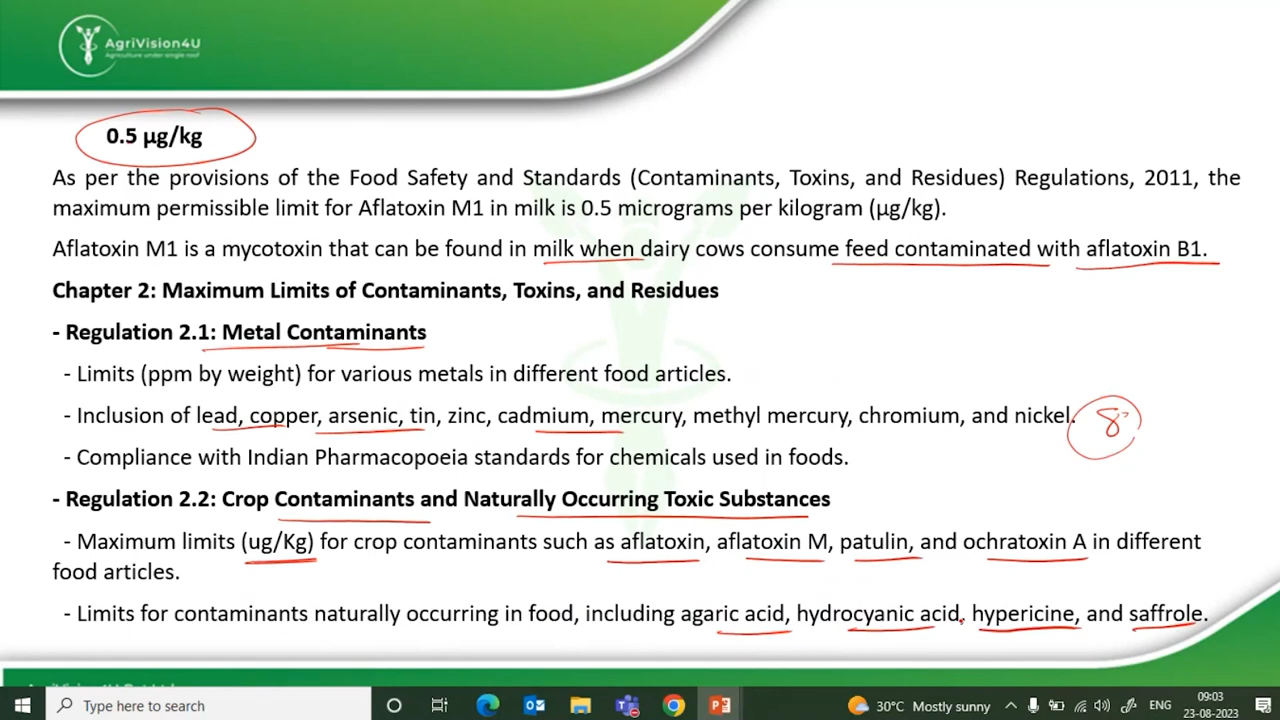 AgriVision4U
Agriculture under single roof
0.5 µg/kg
As per the provisions of the Food Safety and Standards (Contaminants, Toxins, and Residues) Regulations, 2011, the
maximum permissible limit for Aflatoxin M1 in milk is 0.5 micrograms per kilogram (µg/kg).
Aflatoxin M1 is a mycotoxin that can be found in milk when dairy cows consume feed contaminated with aflatoxin B1.
Chapter 2: Maximum Limits of Contaminants, Toxins, and Residues
- Regulation 2.1: Metal Contaminants
- Limits (ppm by weight) for various metals in different food articles.
- Inclusion of lead, copper, arsenic, tin, zinc, cadmium, mercury, methyl mercury, chromium, and nickel.
8
- Compliance with Indian Pharmacopoeia standards for chemicals used in foods.
- Regulation 2.2: Crop Contaminants and Naturally Occurring Toxic Substances
- Maximum limits (ug/Kg) for crop contaminants such as aflatoxin, aflatoxin M, patulin, and ochratoxin A in different
food articles.
- Limits for contaminants naturally occurring in food, including agaric acid, hydrocyanic acid, hypericine, and saffrole.
Type here to search
30°C Mostly sunny
ENG
09:03
23-08-2023